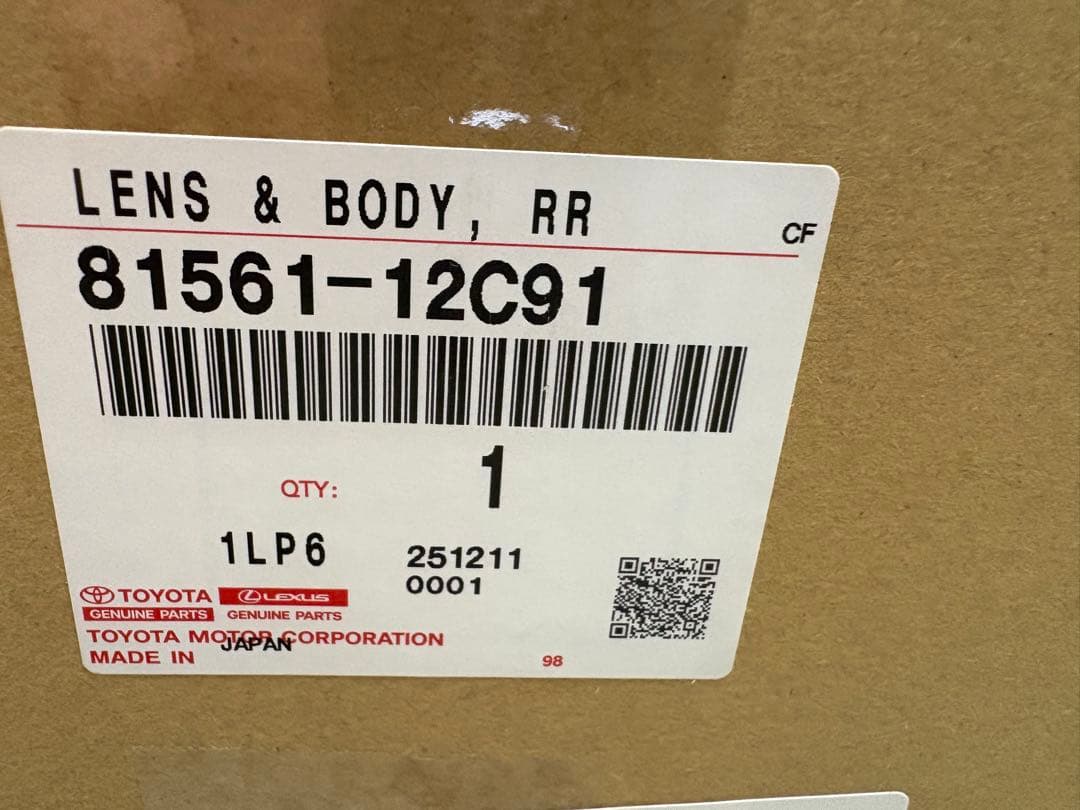 LENS & BODY, RR
CF
81561-12C91
QTY: 1
1LP6
251211
0001
TOYOTA LEXUS
GENUINE PARTS GENUINE PARTS
TOYOTA MOTOR CORPORATION
MADE IN JAPAN
98